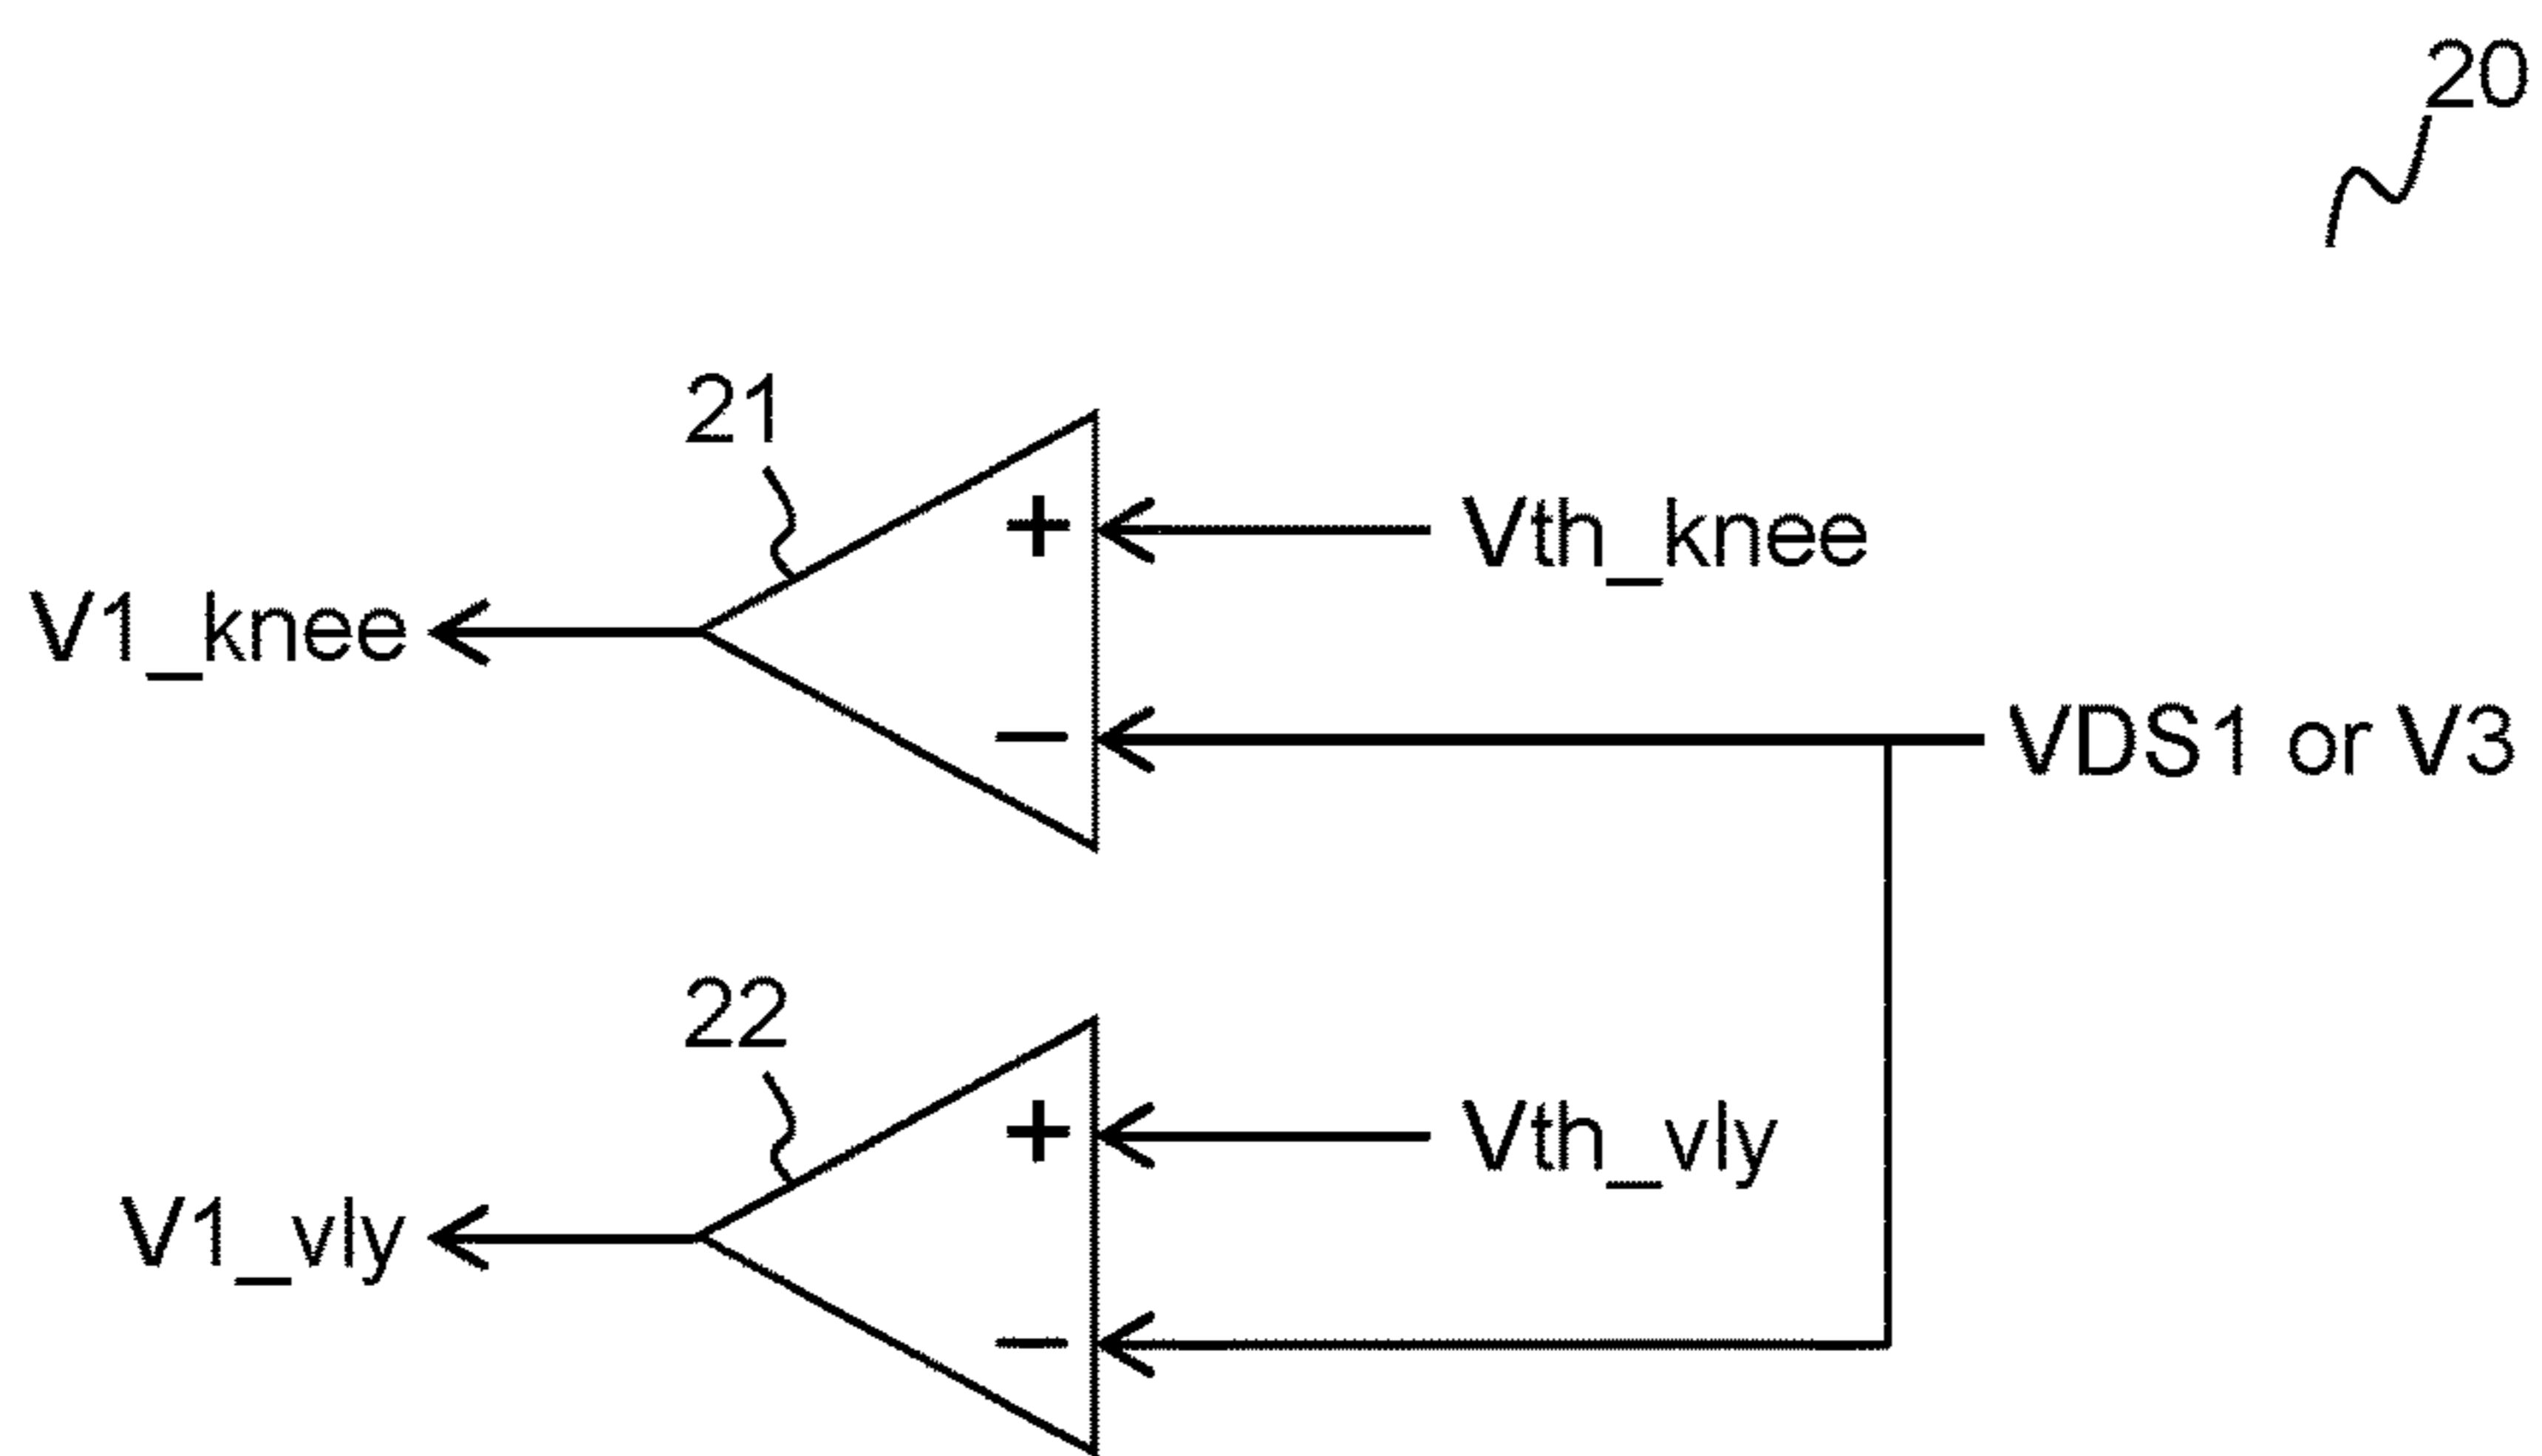 20
21
+
Vth_knee
V1_knee
−
VDS1 or V3
22
+
Vth_vly
V1_vly
−